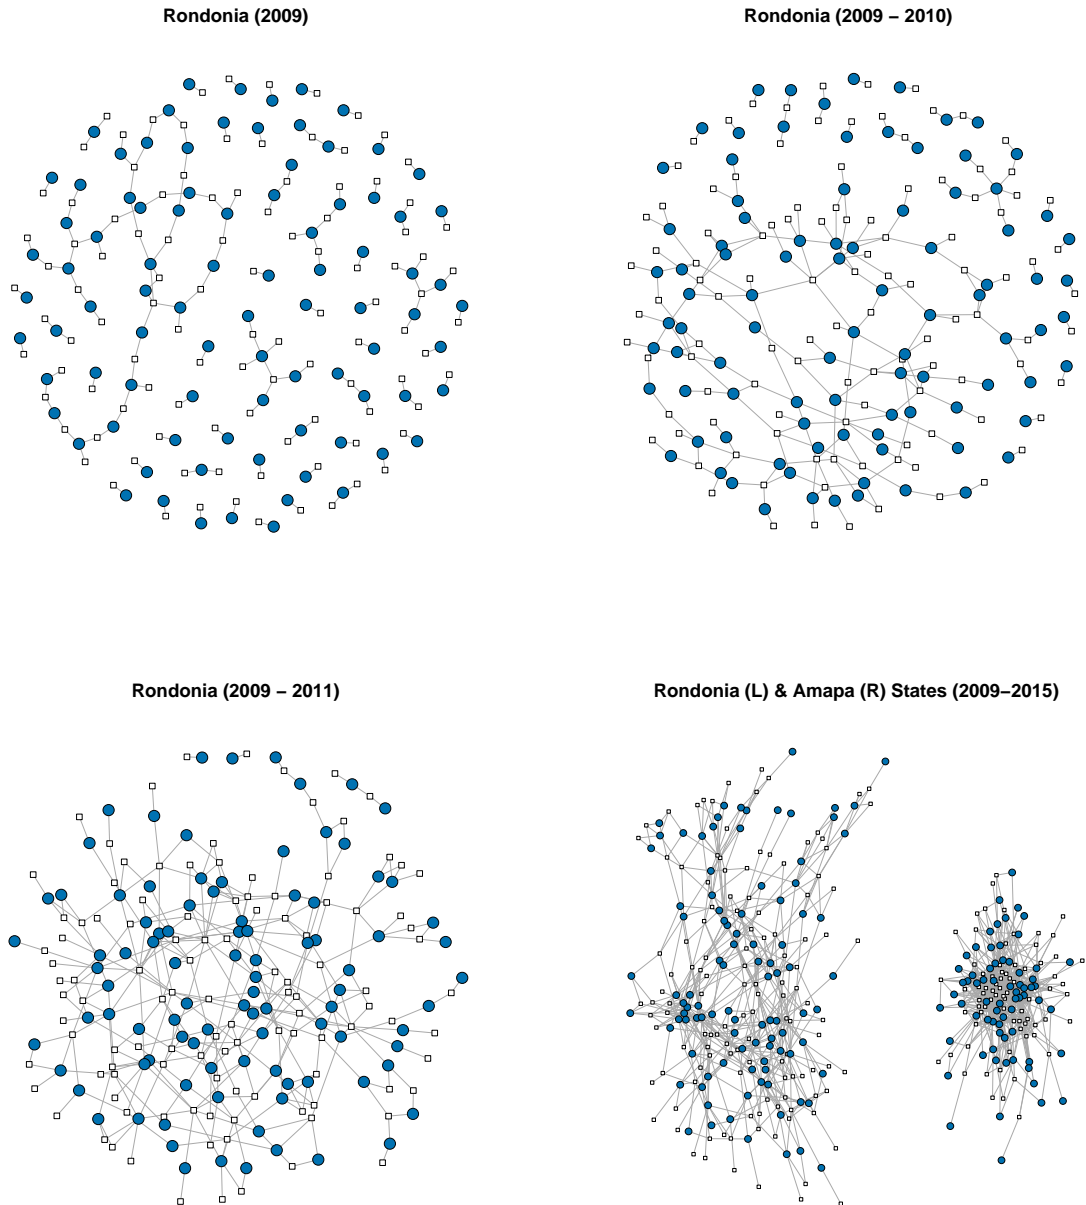 Rondonia (2009)
Rondonia (2009 − 2010)
Rondonia (2009 − 2011)
Rondonia (L) & Amapa (R) States (2009−2015)